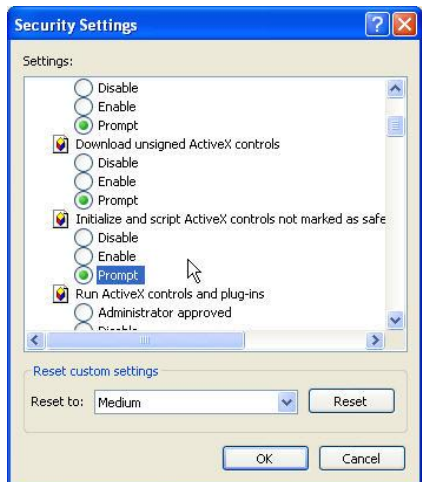 Security Settings
Settings:
Disable
Enable
Prompt
Download unsigned ActiveX controls
Disable
Enable
Prompt
Initialize and script ActiveX controls not marked as safe
Disable
Enable
Prompt
Run ActiveX controls and plug-ins
Administrator approved
Disable
Reset custom settings
Reset to: Medium Reset
OK Cancel